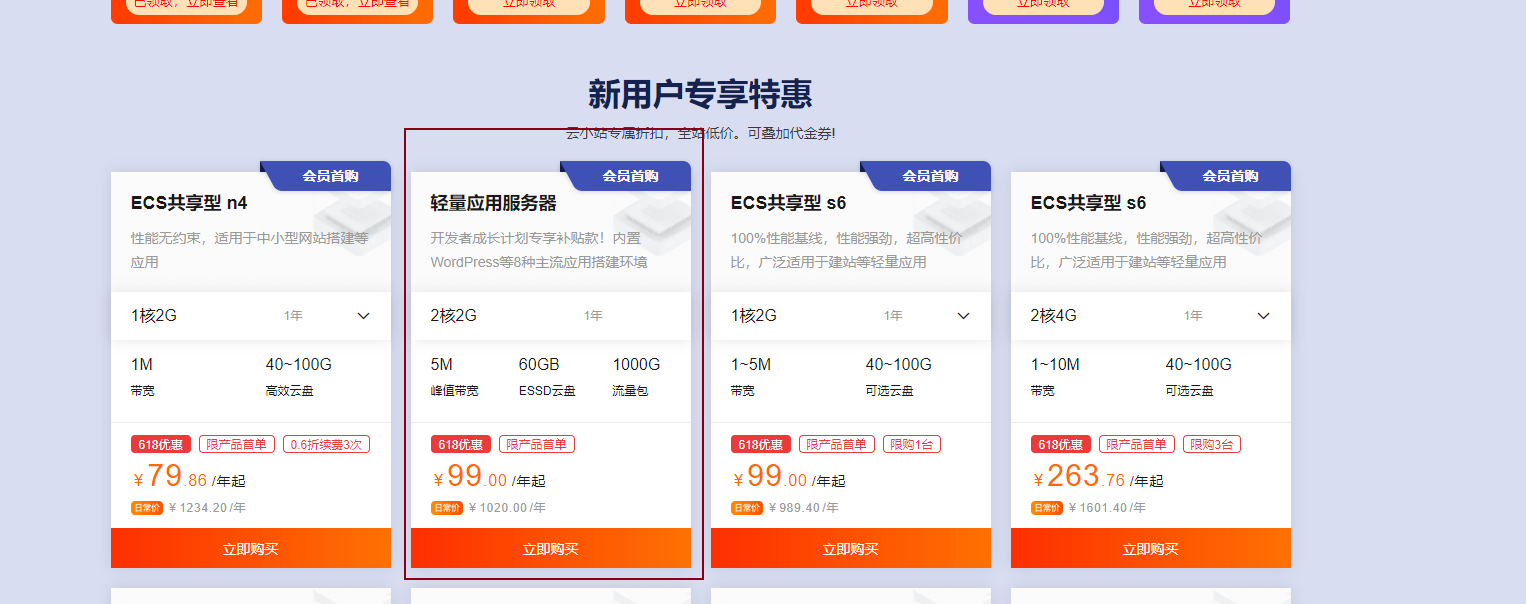 已领取，立即查看
已领取，立即查看
立即领取
立即领取
立即领取
立即领取
立即领取
新用户专享特惠
云小站专属折扣，全站低价。可叠加代金券!
会员首购
ECS共享型 n4
性能无约束，适用于中小型网站搭建等
应用
1核2G 1年
1M 40~100G
带宽 高效云盘
618优惠 限产品首单 0.6折续费3次
¥79.86 /年起
日常价 ¥1234.20/年
立即购买
会员首购
轻量应用服务器
开发者成长计划专享补贴款！内置
WordPress等8种主流应用搭建环境
2核2G 1年
5M 60GB 1000G
峰值带宽 ESSD云盘 流量包
618优惠 限产品首单
¥99.00 /年起
日常价 ¥1020.00/年
立即购买
会员首购
ECS共享型 s6
100%性能基线，性能强劲，超高性价
比，广泛适用于建站等轻量应用
1核2G 1年
1~5M 40~100G
带宽 可选云盘
618优惠 限产品首单 限购1台
¥99.00 /年起
日常价 ¥989.40/年
立即购买
会员首购
ECS共享型 s6
100%性能基线，性能强劲，超高性价
比，广泛适用于建站等轻量应用
2核4G 1年
1~10M 40~100G
带宽 可选云盘
618优惠 限产品首单 限购3台
¥263.76 /年起
日常价 ¥1601.40/年
立即购买